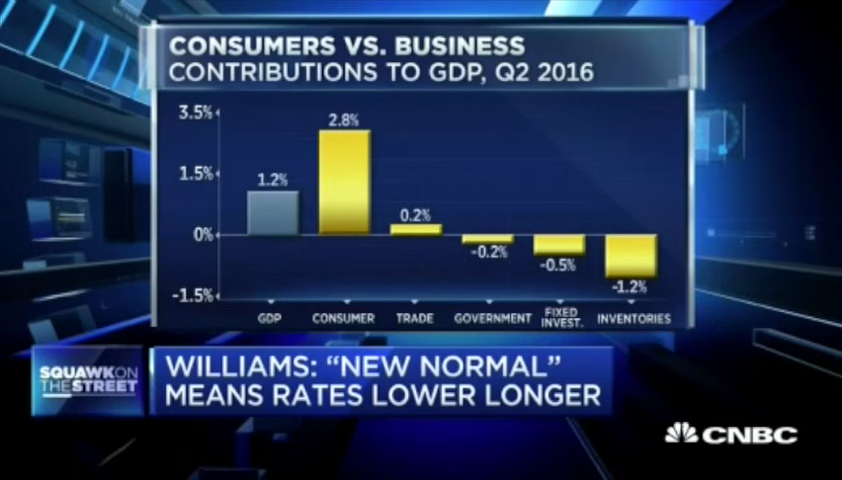 CONSUMERS VS. BUSINESS
CONTRIBUTIONS TO GDP, Q2 2016
3.5%
2.8%
1.5%
1.2%
0.2%
0%
-0.2%
-0.5%
-1.2%
-1.5%
GDP CONSUMER TRADE GOVERNMENT FIXED INVENTORIES
INVEST.
SQUAWK ON
THE STREET
WILLIAMS: “NEW NORMAL”
MEANS RATES LOWER LONGER
CNBC